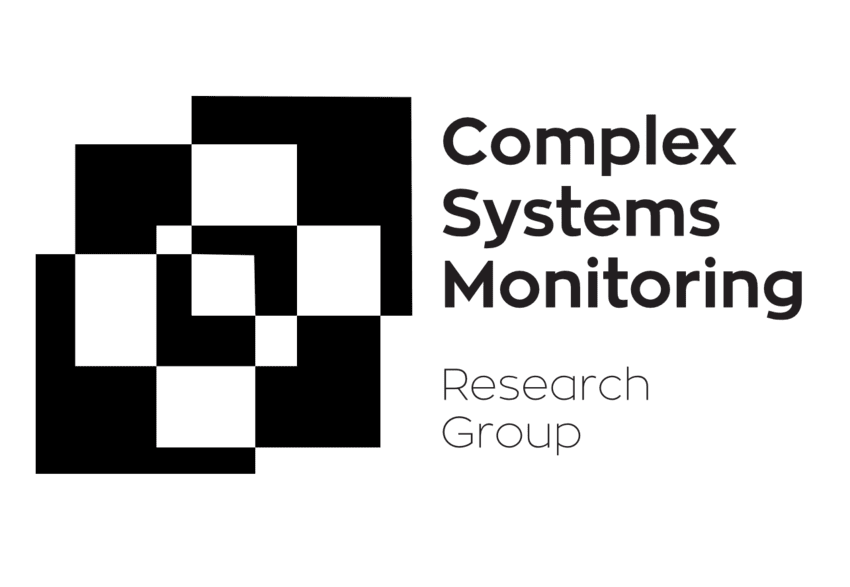 Complex
Systems
Monitoring
Research
Group